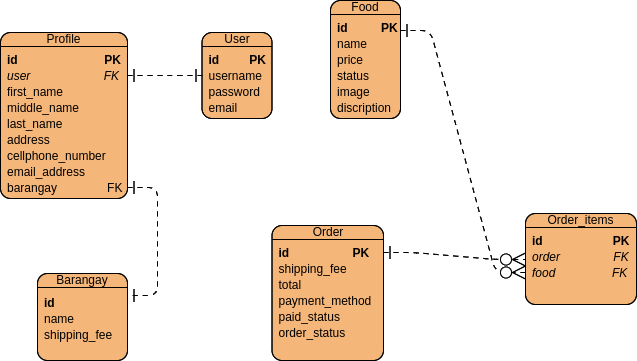 Profile
id PK
user FK
first_name
middle_name
last_name
address
cellphone_number
email_address
barangay FK
User
id PK
username
password
email
Food
id PK
name
price
status
image
discription
Barangay
id
name
shipping_fee
Order
id PK
shipping_fee
total
payment_method
paid_status
order_status
Order_items
id PK
order FK
food FK